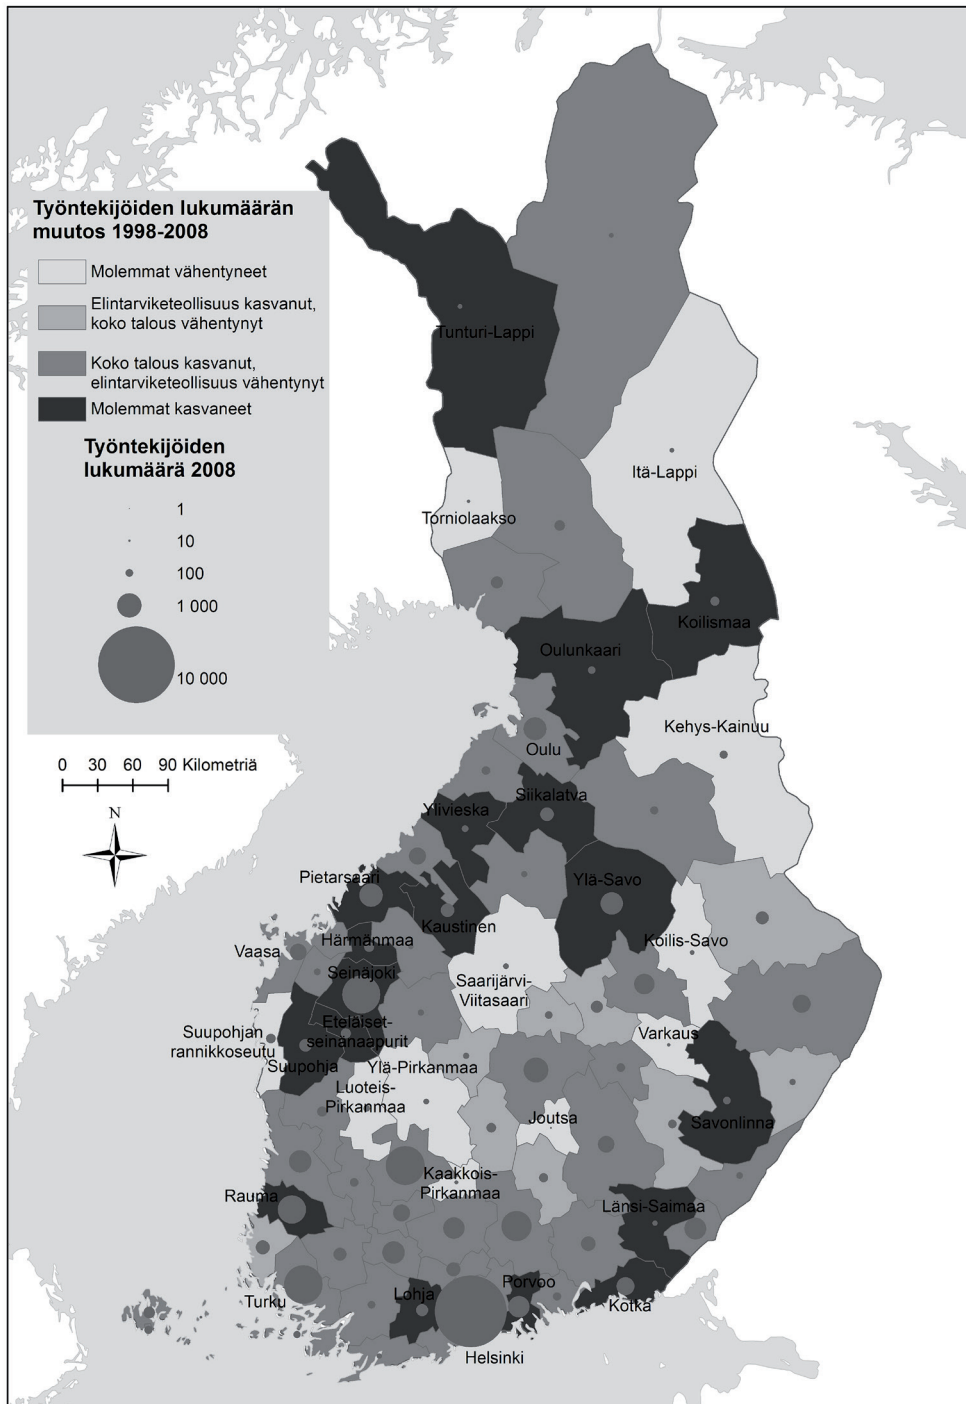 Työntekijöiden lukumäärän
muutos 1998-2008
Molemmat vähentyneet
Elintarviketeollisuus kasvanut,
koko talous vähentynyt
Koko talous kasvanut,
elintarviketeollisuus vähentynyt
Molemmat kasvaneet
Työntekijöiden
lukumäärä 2008
1
10
100
1 000
10 000
0 30 60 90 Kilometriä
N
Tunturi-Lappi
Itä-Lappi
Torniolaakso
Koilismaa
Oulunkaari
Kehys-Kainuu
Oulu
Siikalatva
Ylivieska
Pietarsaari
Ylä-Savo
Kaustinen
Härmänmaa
Koilis-Savo
Vaasa
Seinäjoki
Saarijärvi-
Viitasaari
Eteläiset-
seinänaapurit
Suupohjan
rannikkoseutu
Varkaus
Suupohja
Ylä-Pirkanmaa
Luoteis-
Pirkanmaa
Joutsa
Savonlinna
Kaakkois-
Pirkanmaa
Rauma
Länsi-Saimaa
Turku
Lohja
Porvoo
Kotka
Helsinki